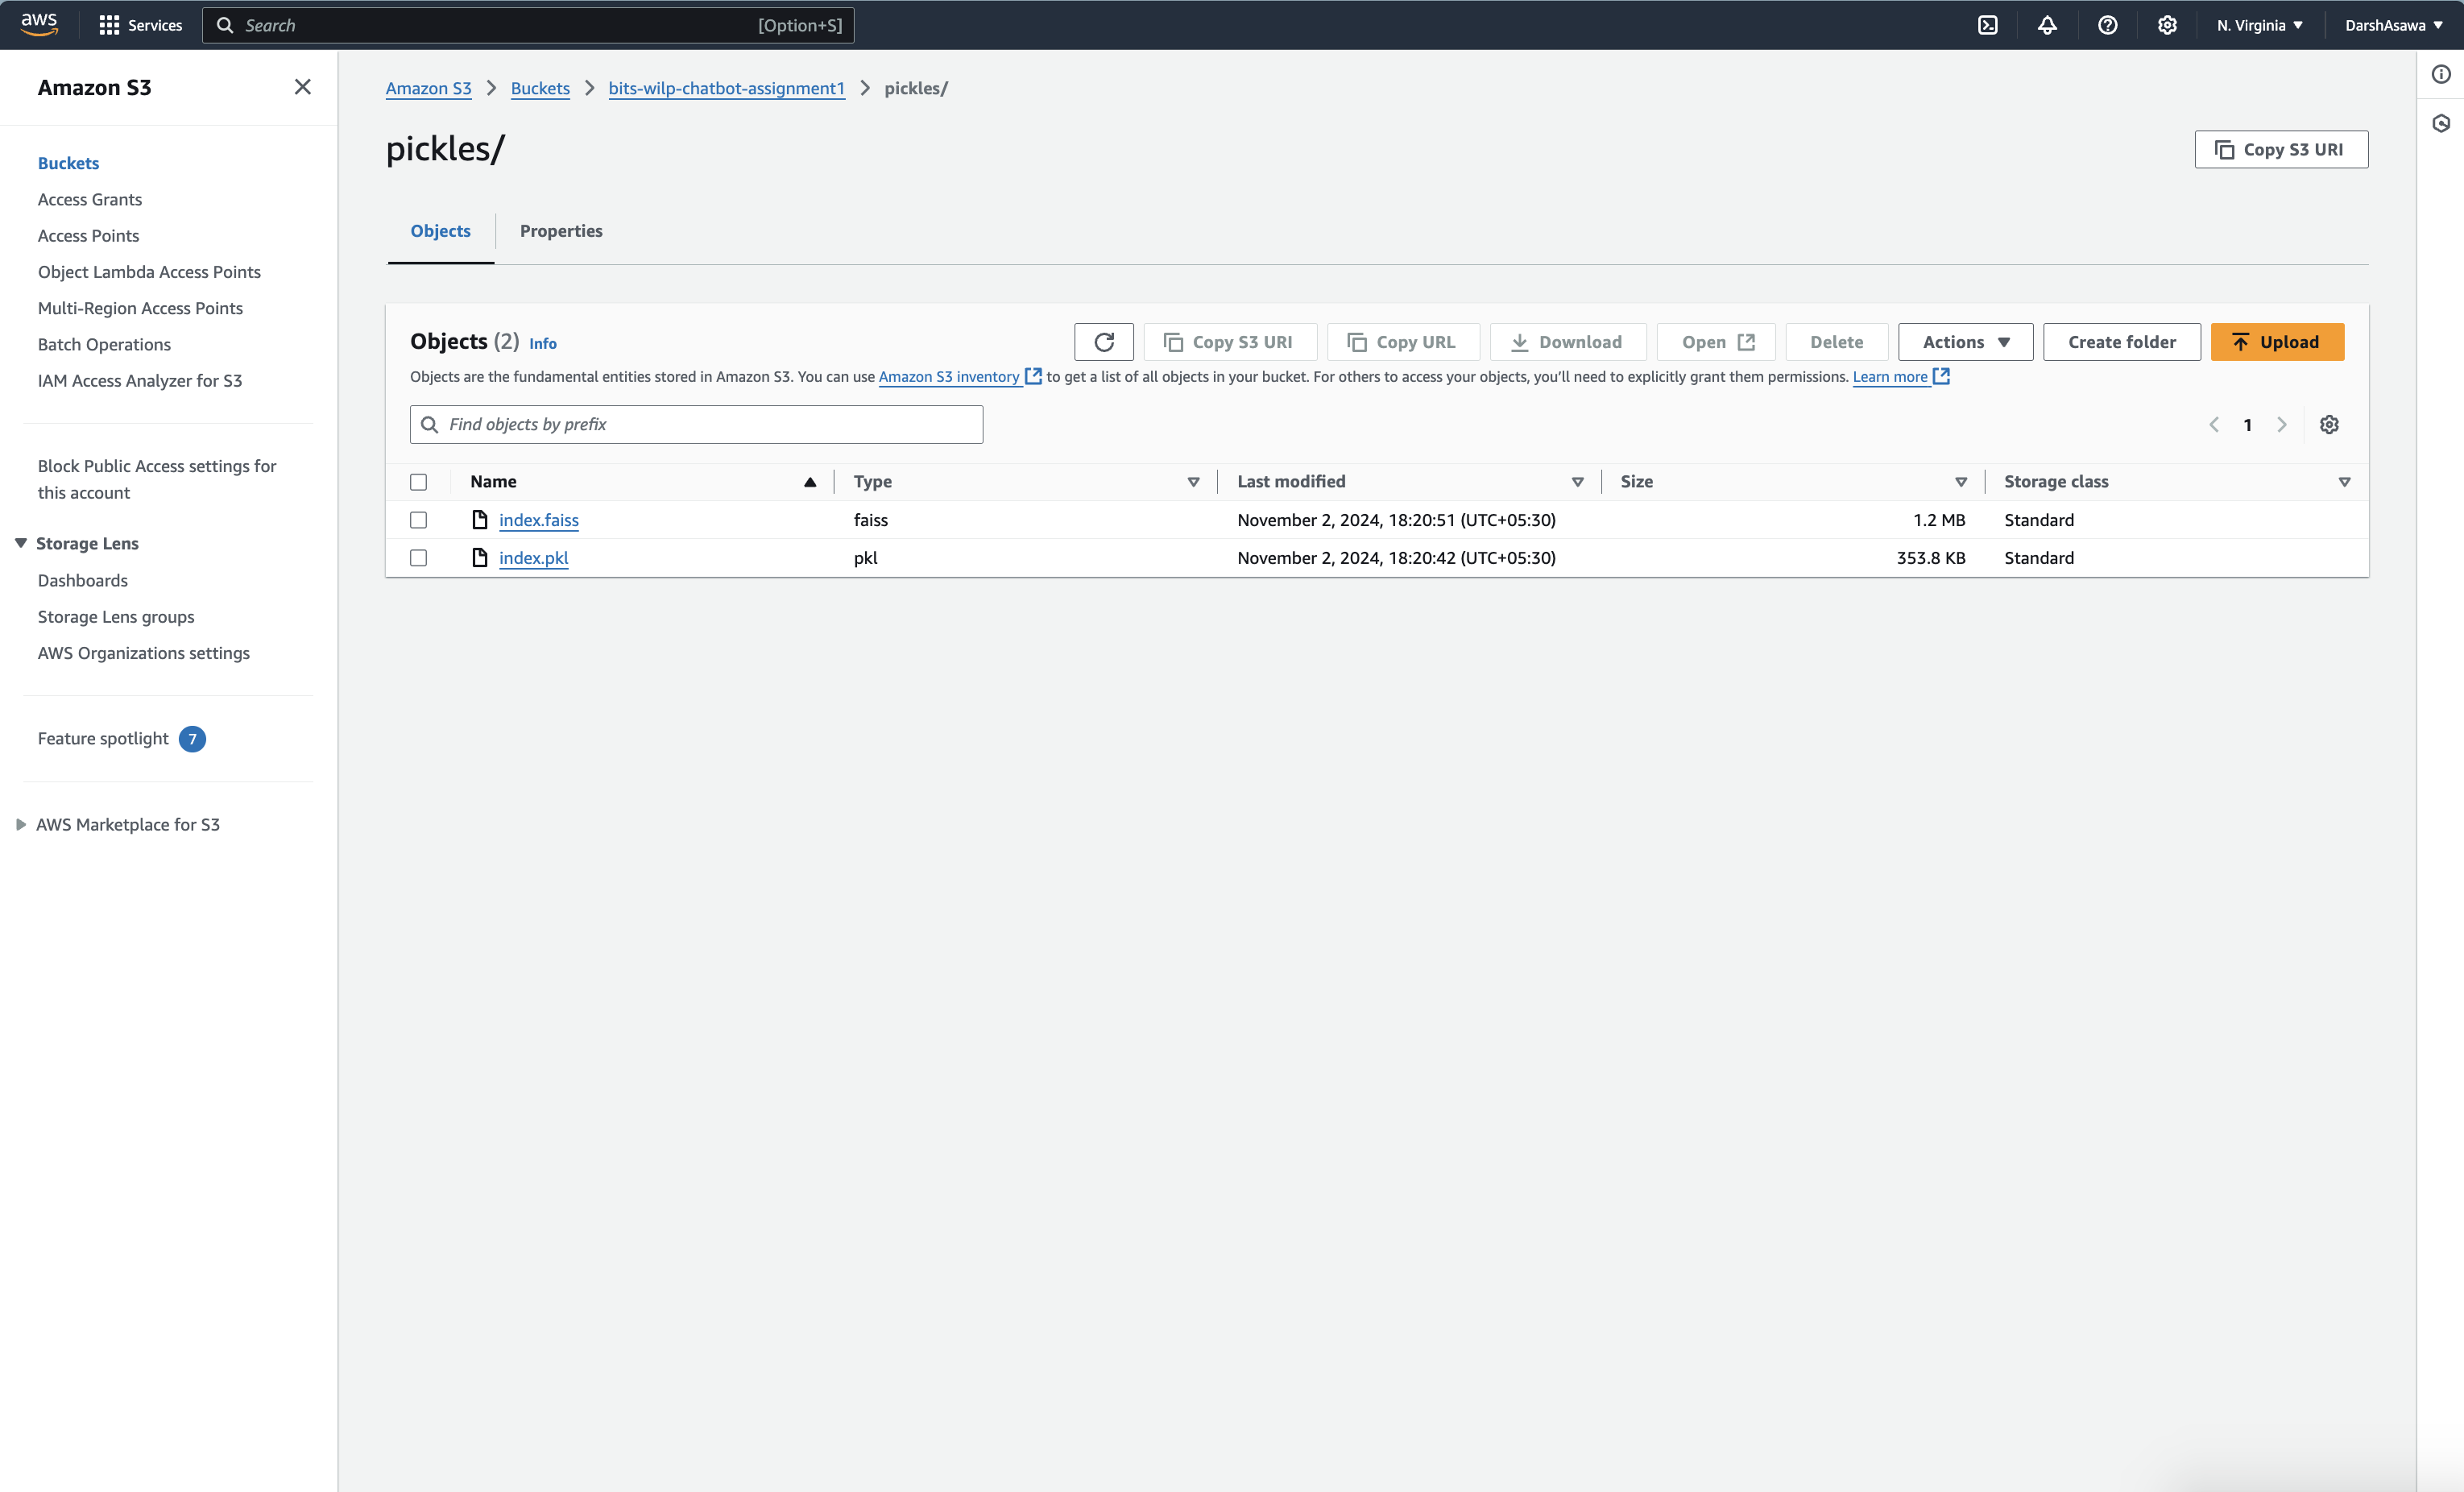 aws Services Search [Option+S] N. Virginia DarshAsawa
Amazon S3
Buckets
Access Grants
Access Points
Object Lambda Access Points
Multi-Region Access Points
Batch Operations
IAM Access Analyzer for S3
Block Public Access settings for
this account
Storage Lens
Dashboards
Storage Lens groups
AWS Organizations settings
Feature spotlight 7
AWS Marketplace for S3
Amazon S3 Buckets bits-wilp-chatbot-assignment1 pickles/
pickles/
Copy S3 URI
Objects Properties
Objects (2) Info Copy S3 URI Copy URL Download Open Delete Actions Create folder Upload
Objects are the fundamental entities stored in Amazon S3. You can use Amazon S3 inventory to get a list of all objects in your bucket. For others to access your objects, you'll need to explicitly grant them permissions. Learn more
Find objects by prefix 1
Name Type Last modified Size Storage class
index.faiss faiss November 2, 2024, 18:20:51 (UTC+05:30) 1.2 MB Standard
index.pkl pkl November 2, 2024, 18:20:42 (UTC+05:30) 353.8 KB Standard